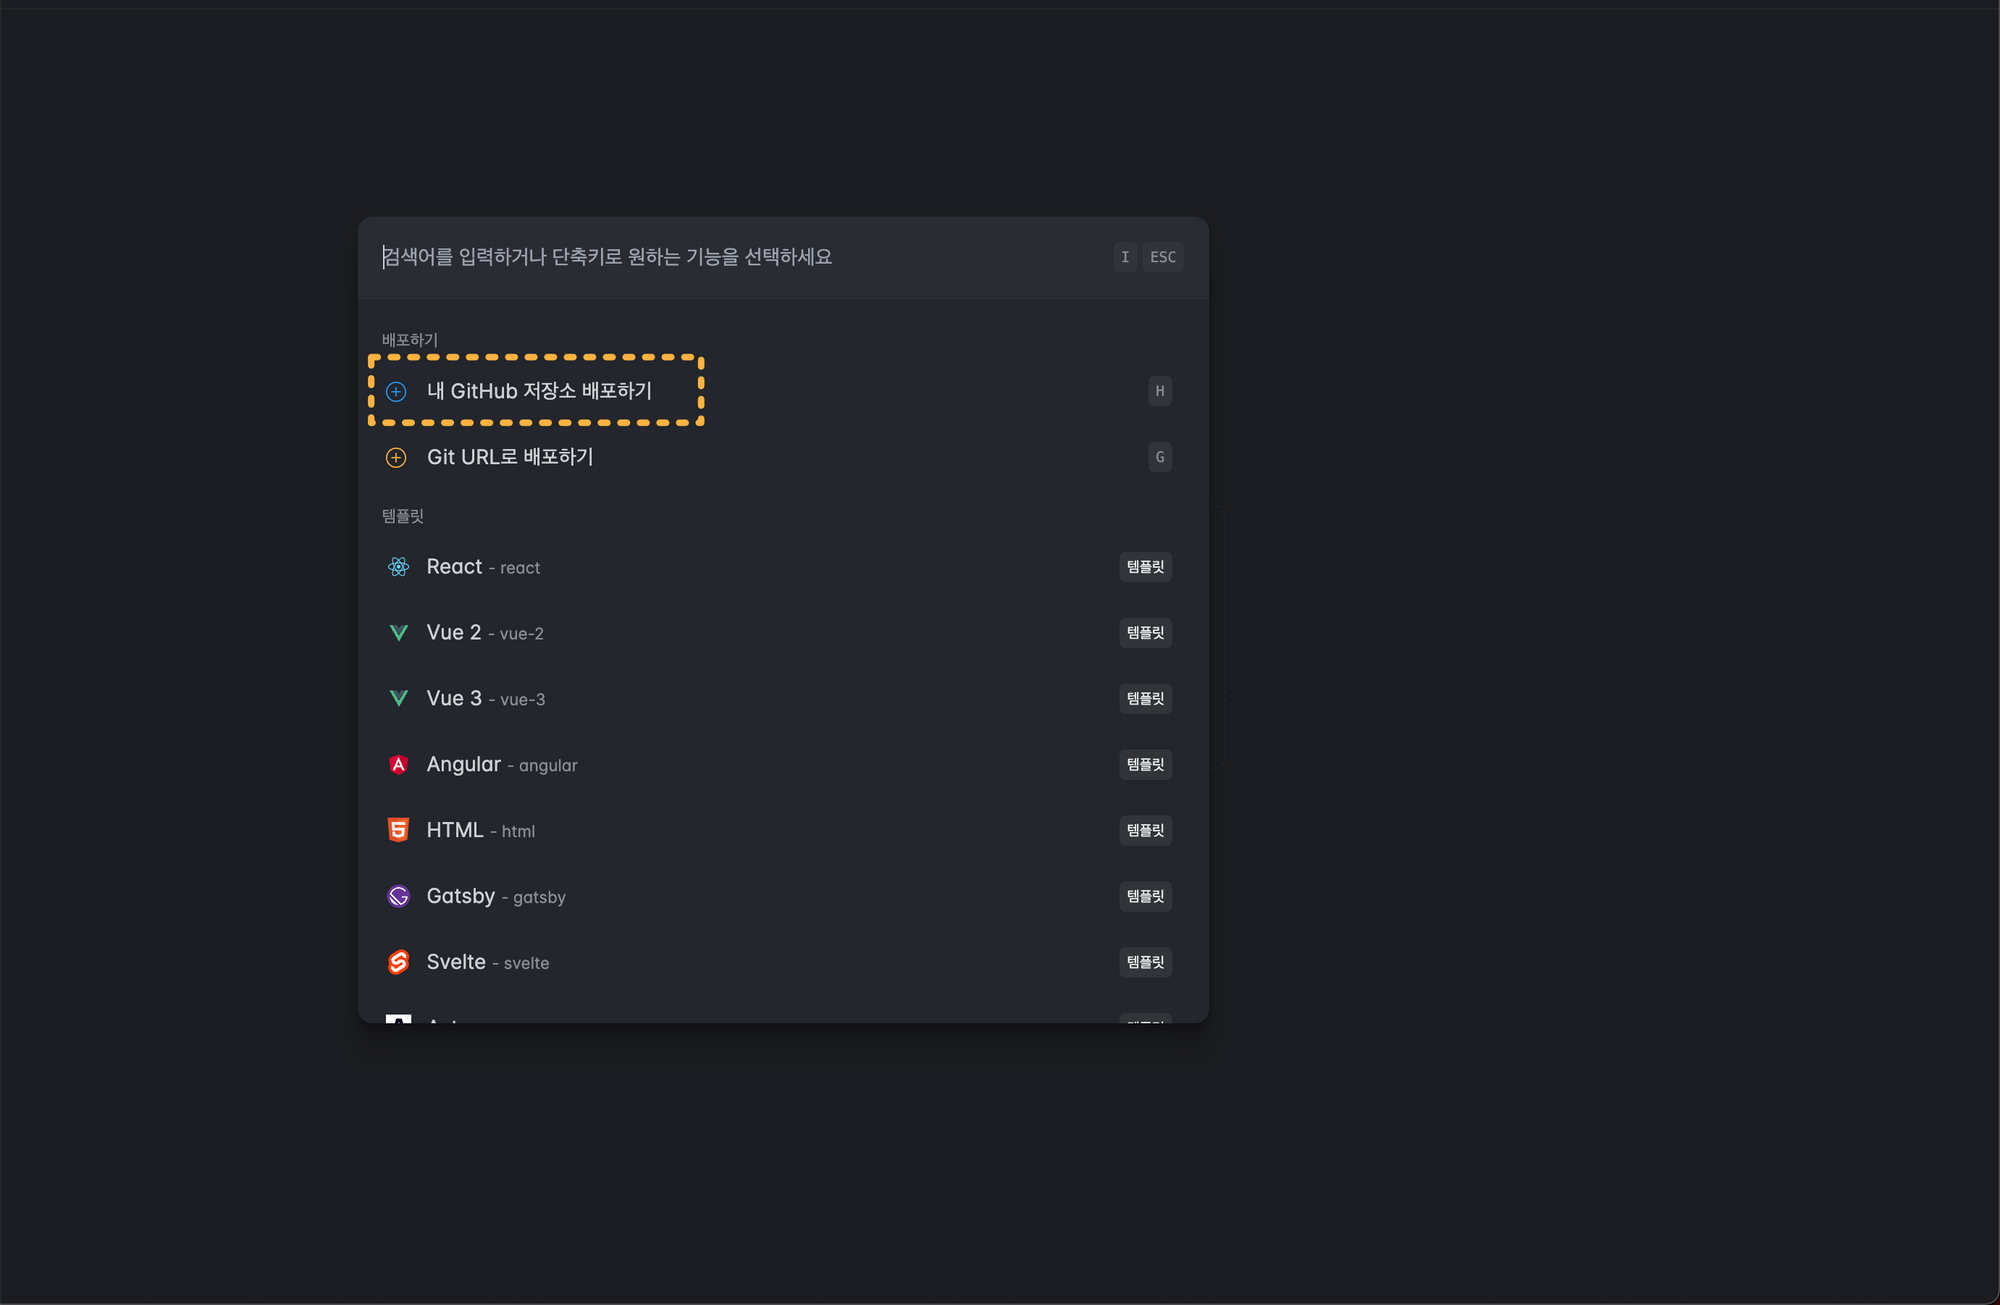 검색어를 입력하거나 단축키로 원하는 기능을 선택하세요 I ESC
배포하기
내 GitHub 저장소 배포하기 H
Git URL로 배포하기 G
템플릿
React - react 템플릿
Vue 2 - vue-2 템플릿
Vue 3 - vue-3 템플릿
Angular - angular 템플릿
HTML - html 템플릿
Gatsby - gatsby 템플릿
Svelte - svelte 템플릿